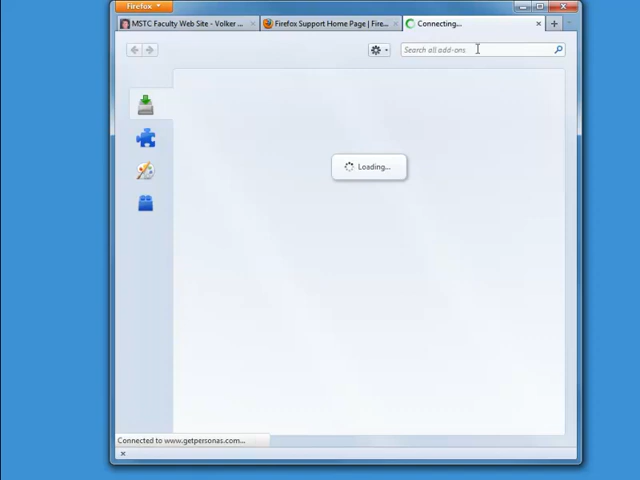 Firefox
MSTC Faculty Web Site - Volker ...
Firefox Support Home Page | Fire...
Connecting...
Search all add-ons
Loading...
Connected to www.getpersonas.com...